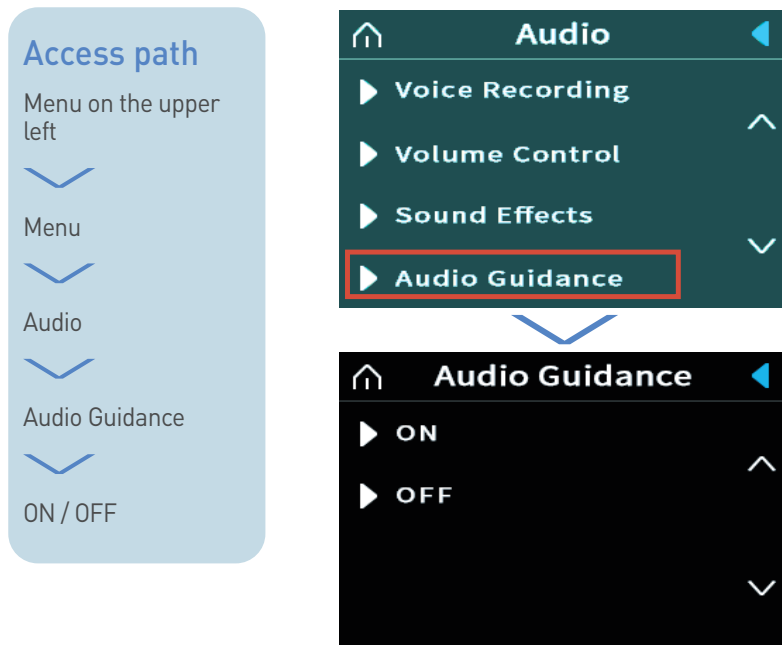 Access path
Menu on the upper
left
Menu
Audio
Audio Guidance
ON / OFF
Audio
Voice Recording
Volume Control
Sound Effects
Audio Guidance
Audio Guidance
ON
OFF